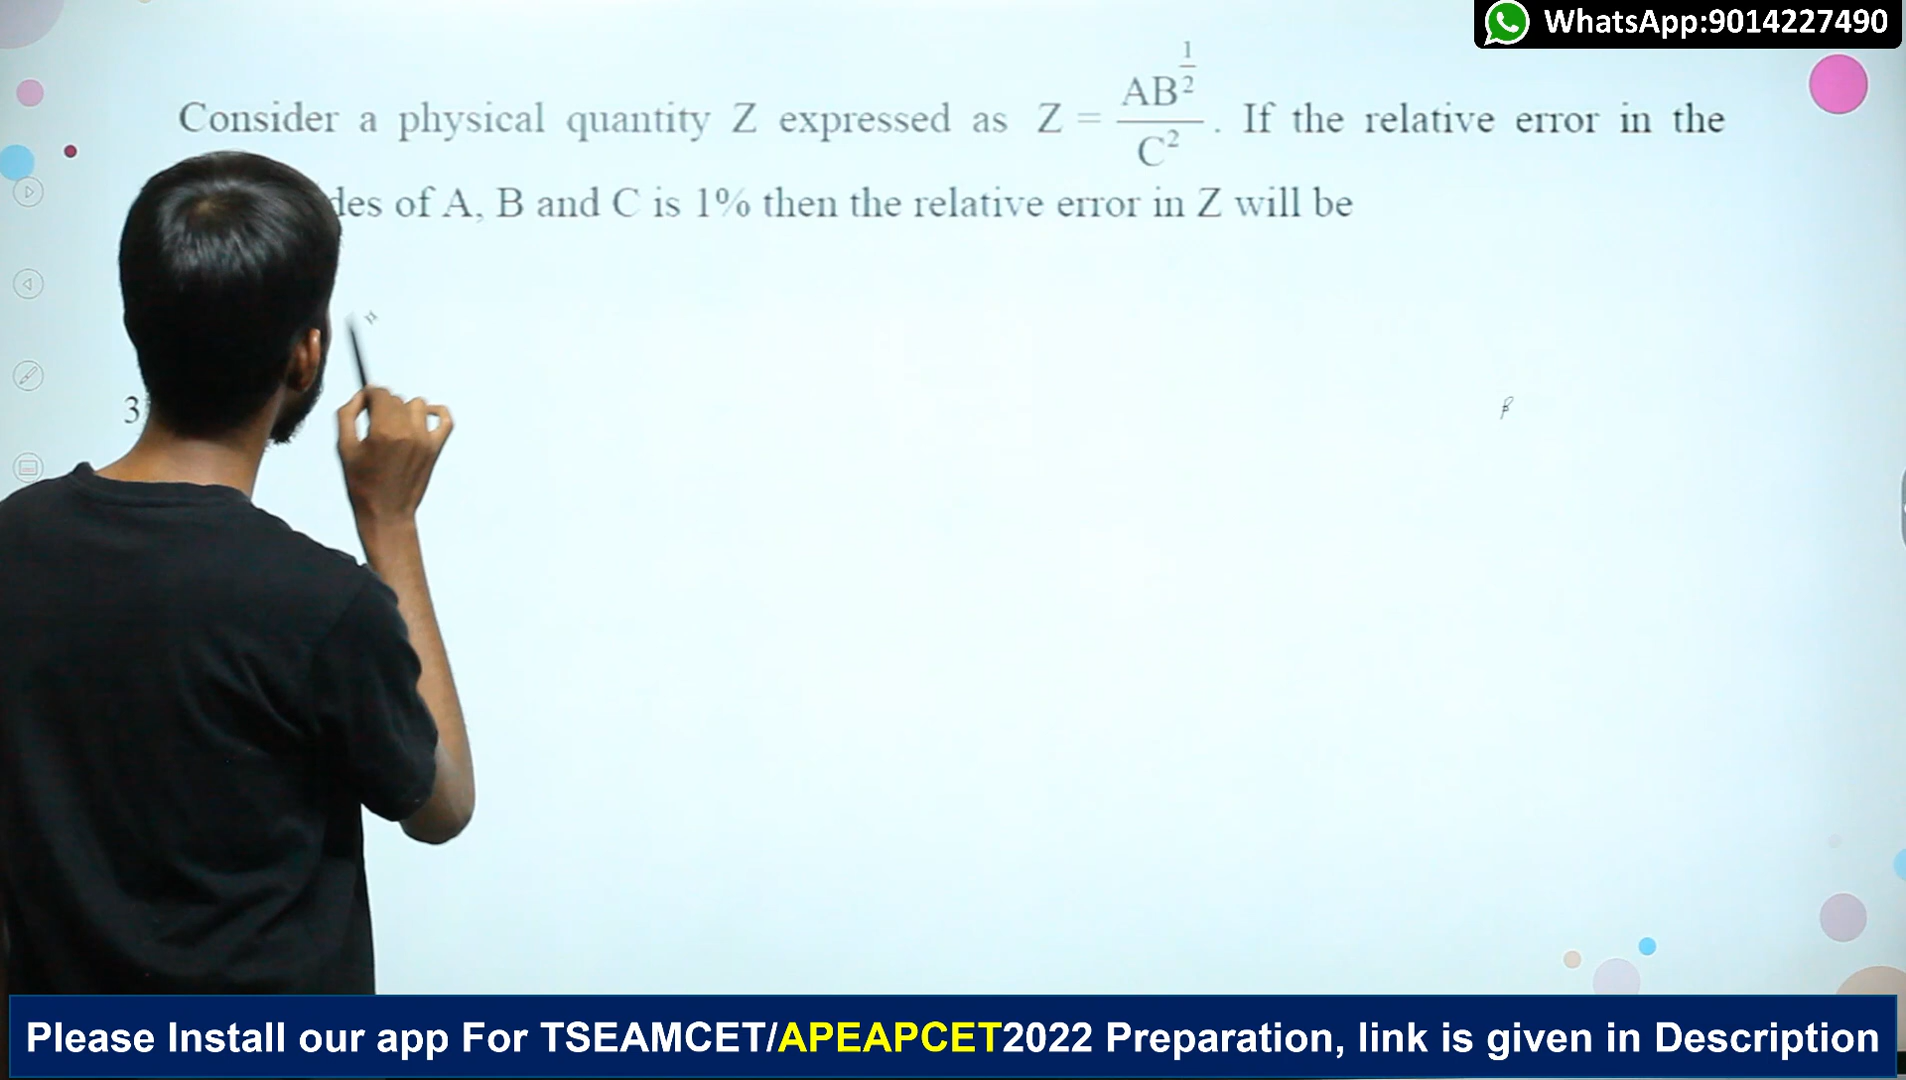 WhatsApp:9014227490
Consider a physical quantity Z expressed as Z = \frac{AB^{\frac{1}{2}}}{C^2}. If the relative error in the
of A, B and C is 1% then the relative error in Z will be
3
Please Install our app For TSEAMCET/APEAPCET2022 Preparation, link is given in Description